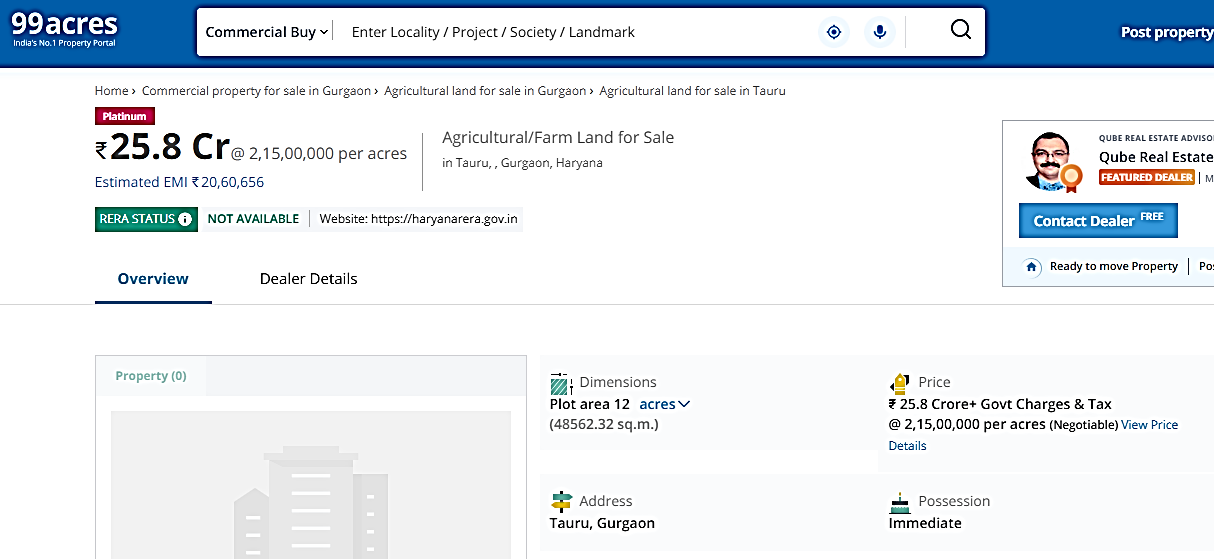 99acres
India's No.1 Property Portal
Commercial Buy
Enter Locality / Project / Society / Landmark
Post property
Home › Commercial property for sale in Gurgaon › Agricultural land for sale in Gurgaon › Agricultural land for sale in Tauru
Platinum
₹25.8 Cr @ 2,15,00,000 per acres
Estimated EMI ₹20,60,656
Agricultural/Farm Land for Sale
in Tauru, , Gurgaon, Haryana
RERA STATUS i NOT AVAILABLE Website: https://haryanarera.gov.in
QUBE REAL ESTATE ADVISO
Qube Real Estate
FEATURED DEALER | M
Contact Dealer FREE
Ready to move Property | Pos
Overview
Dealer Details
Property (0)
Dimensions
Plot area 12 acres
(48562.32 sq.m.)
Price
₹ 25.8 Crore+ Govt Charges & Tax
@ 2,15,00,000 per acres (Negotiable) View Price
Details
Address
Tauru, Gurgaon
Possession
Immediate